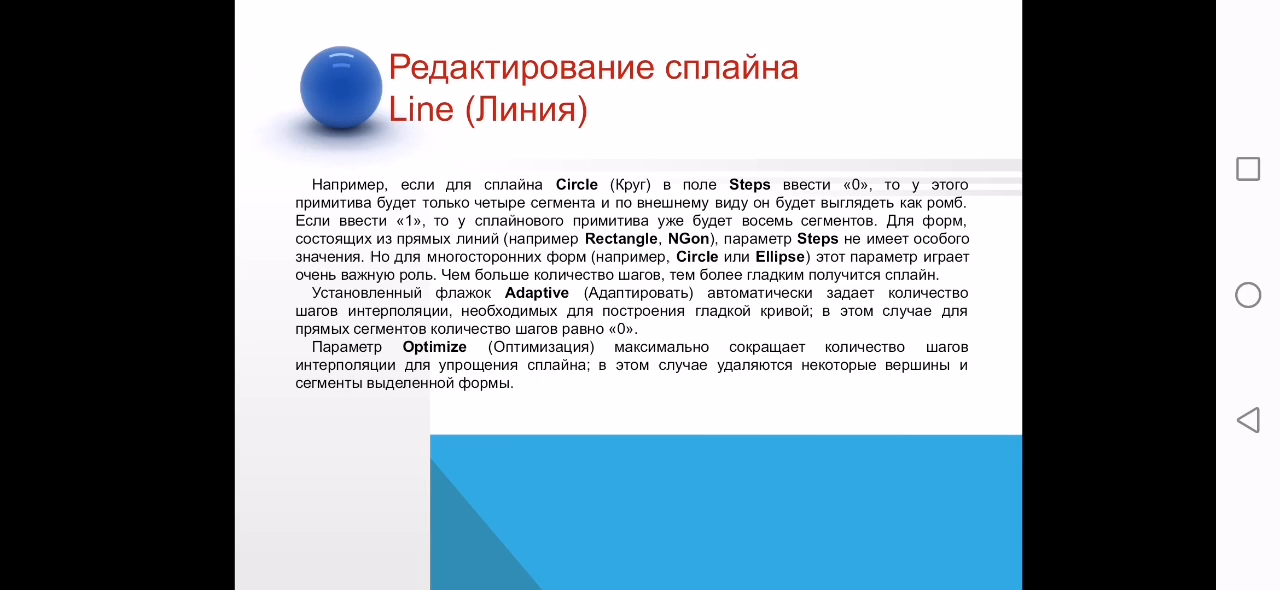 Редактирование сплайна
Line (Линия)
Например, если для сплайна Circle (Круг) в поле Steps ввести «0», то у этого
примитива будет только четыре сегмента и по внешнему виду он будет выглядеть как ромб.
Если ввести «1», то у сплайнового примитива уже будет восемь сегментов. Для форм,
состоящих из прямых линий (например Rectangle, NGon), параметр Steps не имеет особого
значения. Но для многосторонних форм (например, Circle или Ellipse) этот параметр играет
очень важную роль. Чем больше количество шагов, тем более гладким получится сплайн.
Установленный флажок Adaptive (Адаптировать) автоматически задает количество
шагов интерполяции, необходимых для построения гладкой кривой; в этом случае для
прямых сегментов количество шагов равно «0».
Параметр Optimize (Оптимизация) максимально сокращает количество шагов
интерполяции для упрощения сплайна; в этом случае удаляются некоторые вершины и
сегменты выделенной формы.